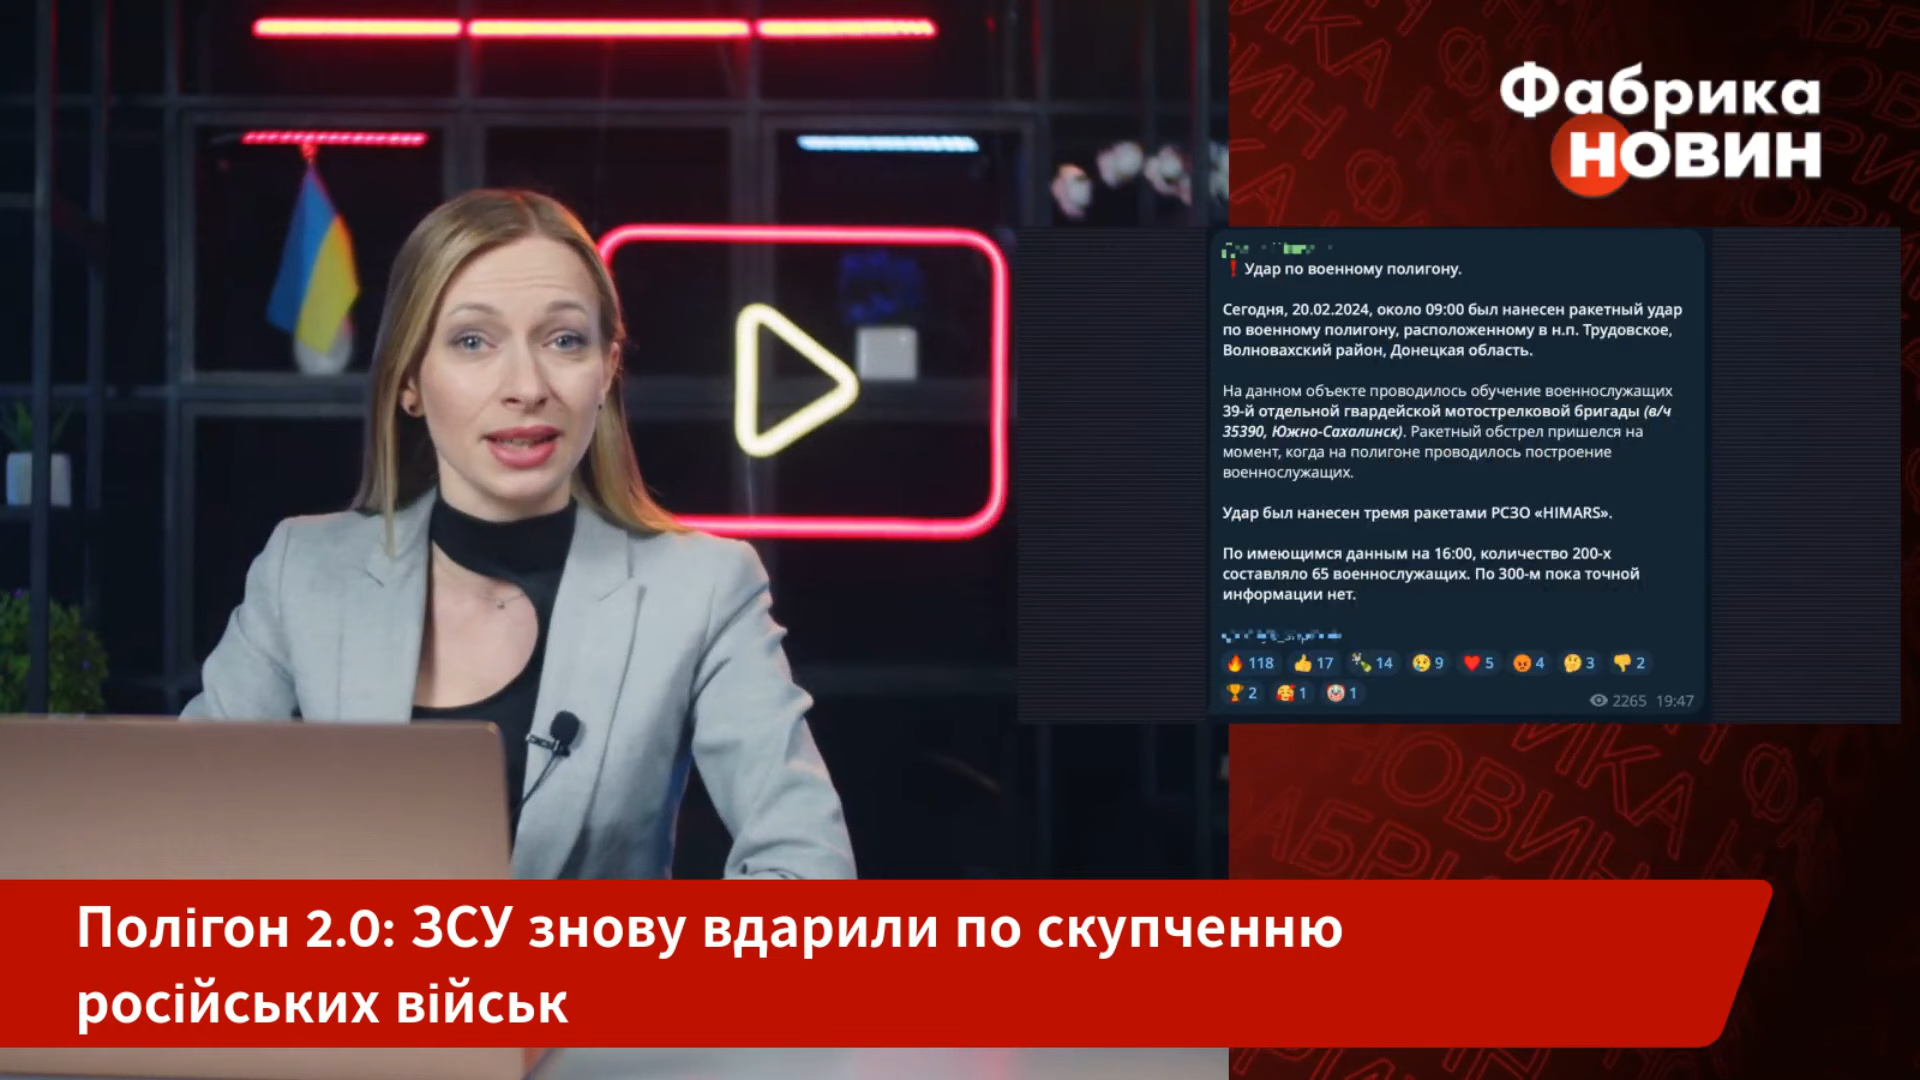 Фабрика
новин
❗ Удар по военному полигону.
Сегодня, 20.02.2024, около 09:00 был нанесен ракетный удар
по военному полигону, расположенному в н.п. Трудовское,
Волновахский район, Донецкая область.
На данном объекте проводилось обучение военнослужащих
39-й отдельной гвардейской мотострелковой бригады (в/ч
35390, Южно-Сахалинск). Ракетный обстрел пришелся на
момент, когда на полигоне проводилось построение
военнослужащих.
Удар был нанесен тремя ракетами РСЗО «HIMARS».
По имеющимся данным на 16:00, количество 200-х
составляло 65 военнослужащих. По 300-м пока точной
информации нет.
118 17 14 9 5 4 3 2
2 1 1
2265 19:47
Полігон 2.0: ЗСУ знову вдарили по скупченню
російських військ